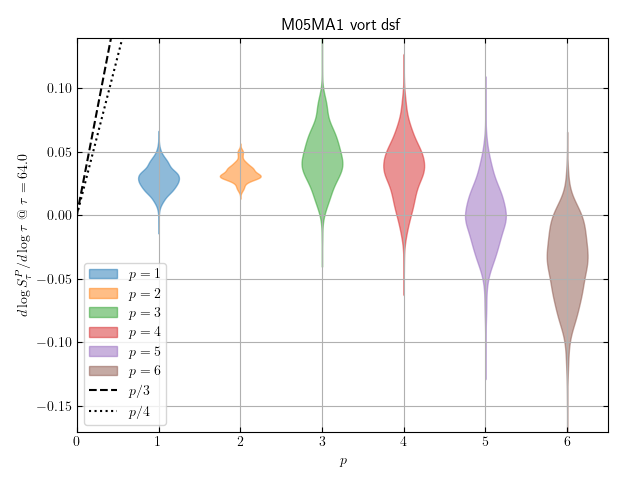 M05MA1 vort dsf
d log S_τ^P / d log τ @ τ = 64.0
0.10
0.05
0.00
−0.05
−0.10
−0.15
p = 1
p = 2
p = 3
p = 4
p = 5
p = 6
p/3
p/4
0 1 2 3 4 5 6
p